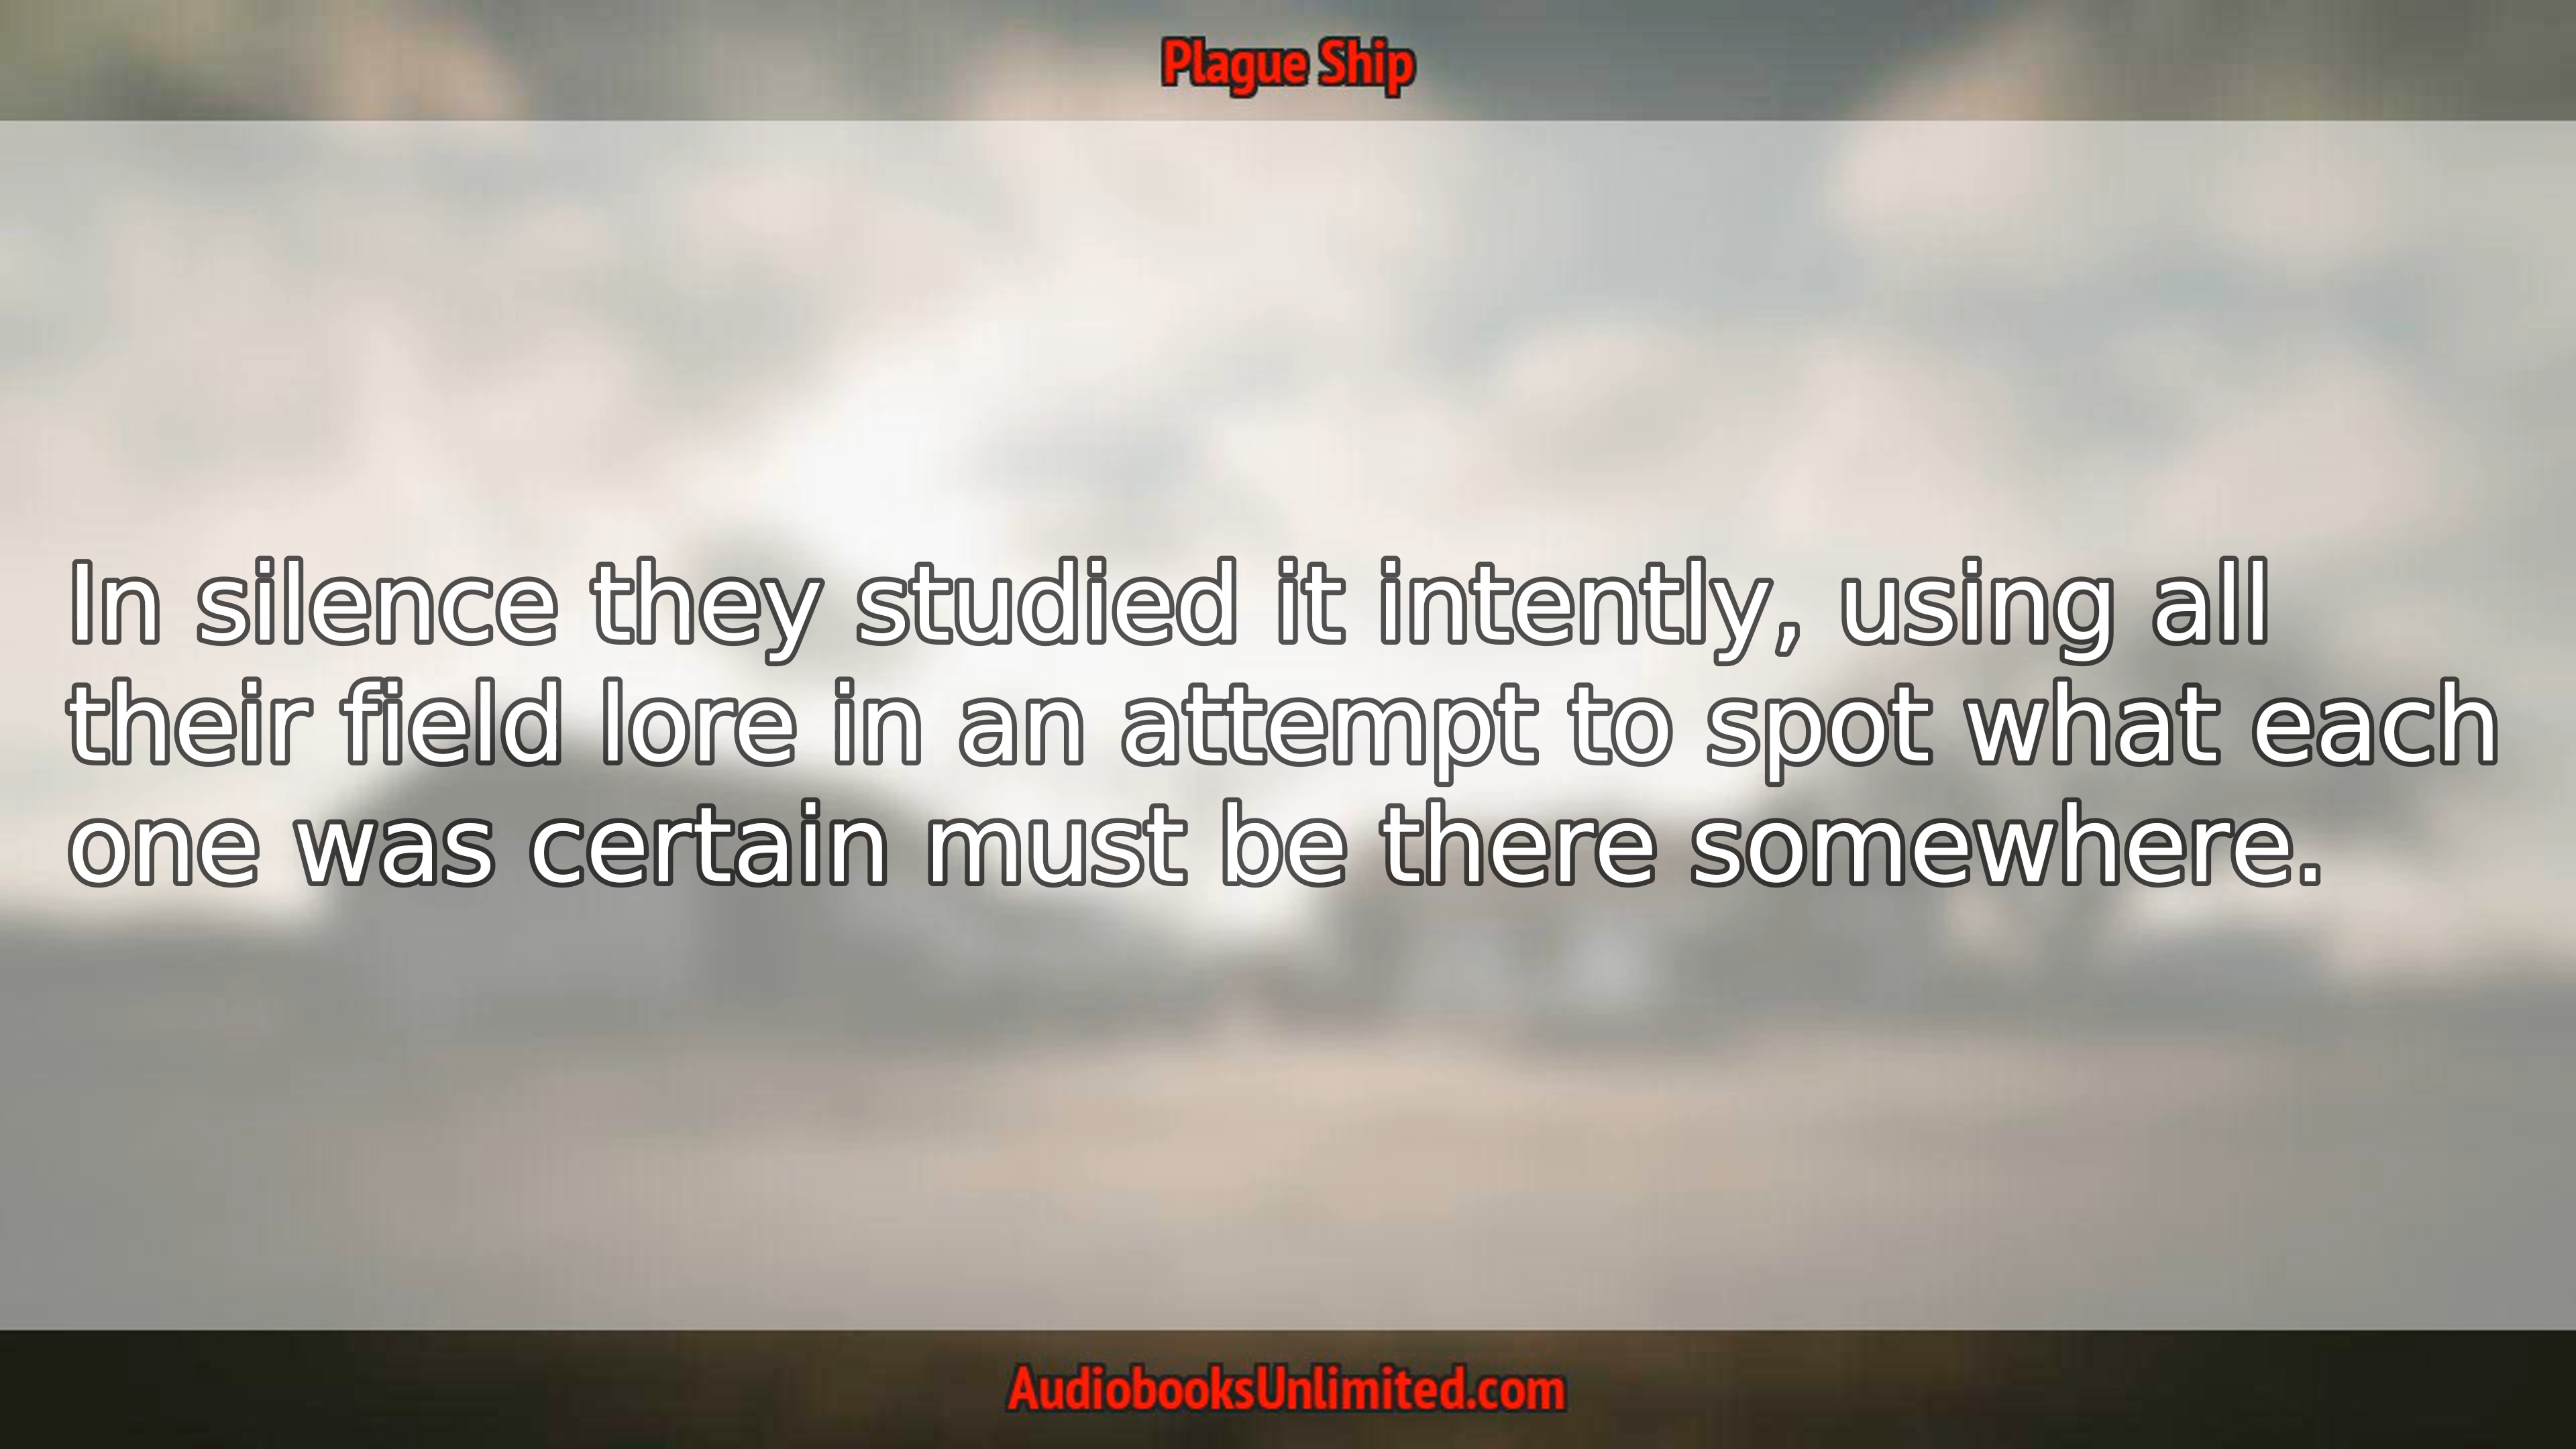 Plague Ship
In silence they studied it intently, using all
their field lore in an attempt to spot what each
one was certain must be there somewhere.
AudiobooksUnlimited.com